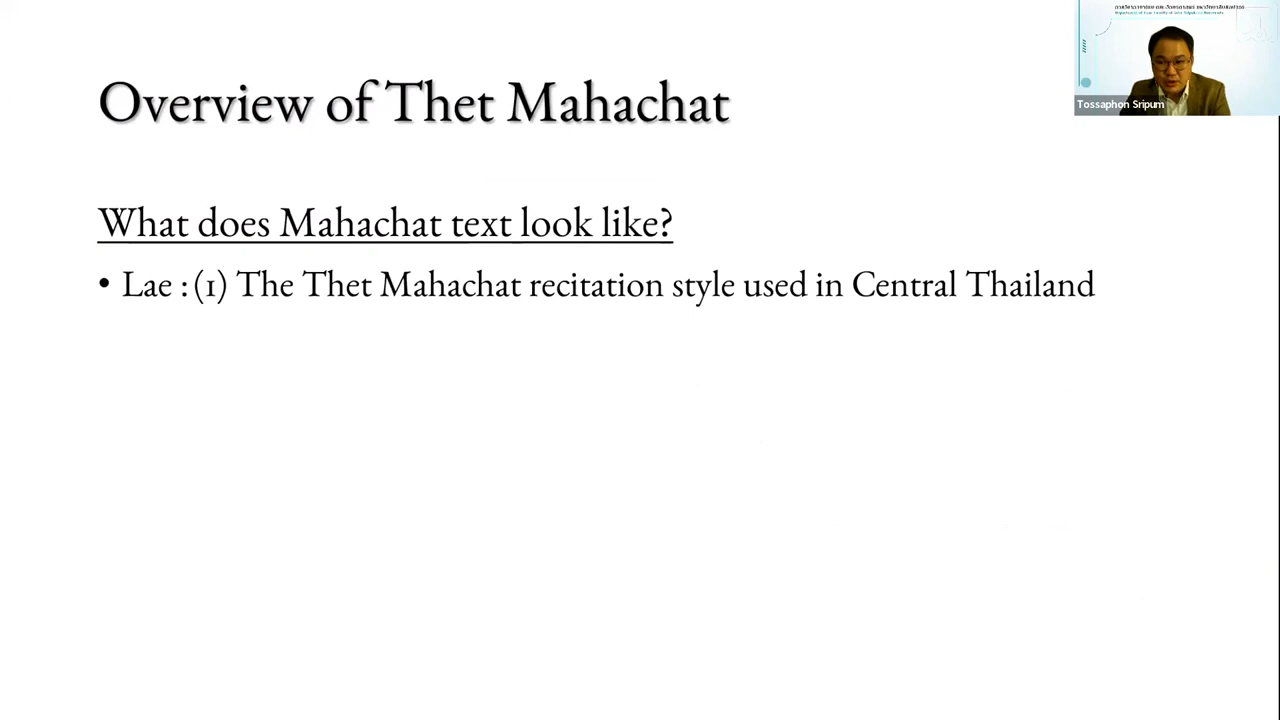 Overview of Thet Mahachat
What does Mahachat text look like?
• Lae : (1) The Thet Mahachat recitation style used in Central Thailand
Tossaphon Sripum